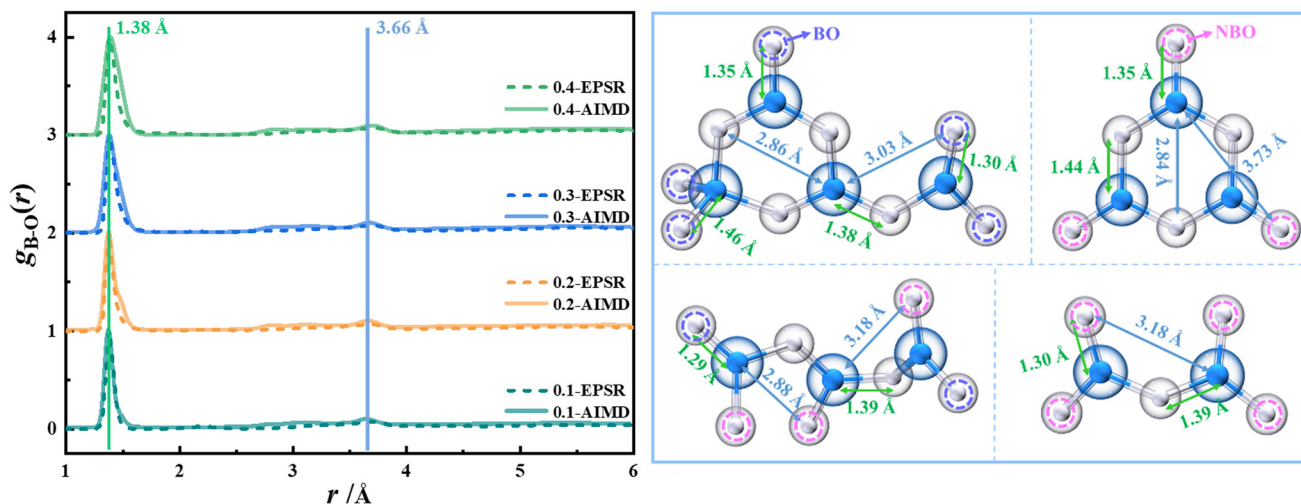 1.38 Å
3.66 Å
4
3
2
1
0
g_B-O(r)
0.4-EPSR
0.4-AIMD
0.3-EPSR
0.3-AIMD
0.2-EPSR
0.2-AIMD
0.1-EPSR
0.1-AIMD
1 2 3 4 5 6
r /Å
BO
1.35 Å
2.86 Å
3.03 Å
1.30 Å
1.46 Å
1.38 Å
NBO
1.35 Å
1.44 Å
2.84 Å
3.73 Å
1.29 Å
2.88 Å
3.18 Å
1.39 Å
1.30 Å
3.18 Å
1.39 Å